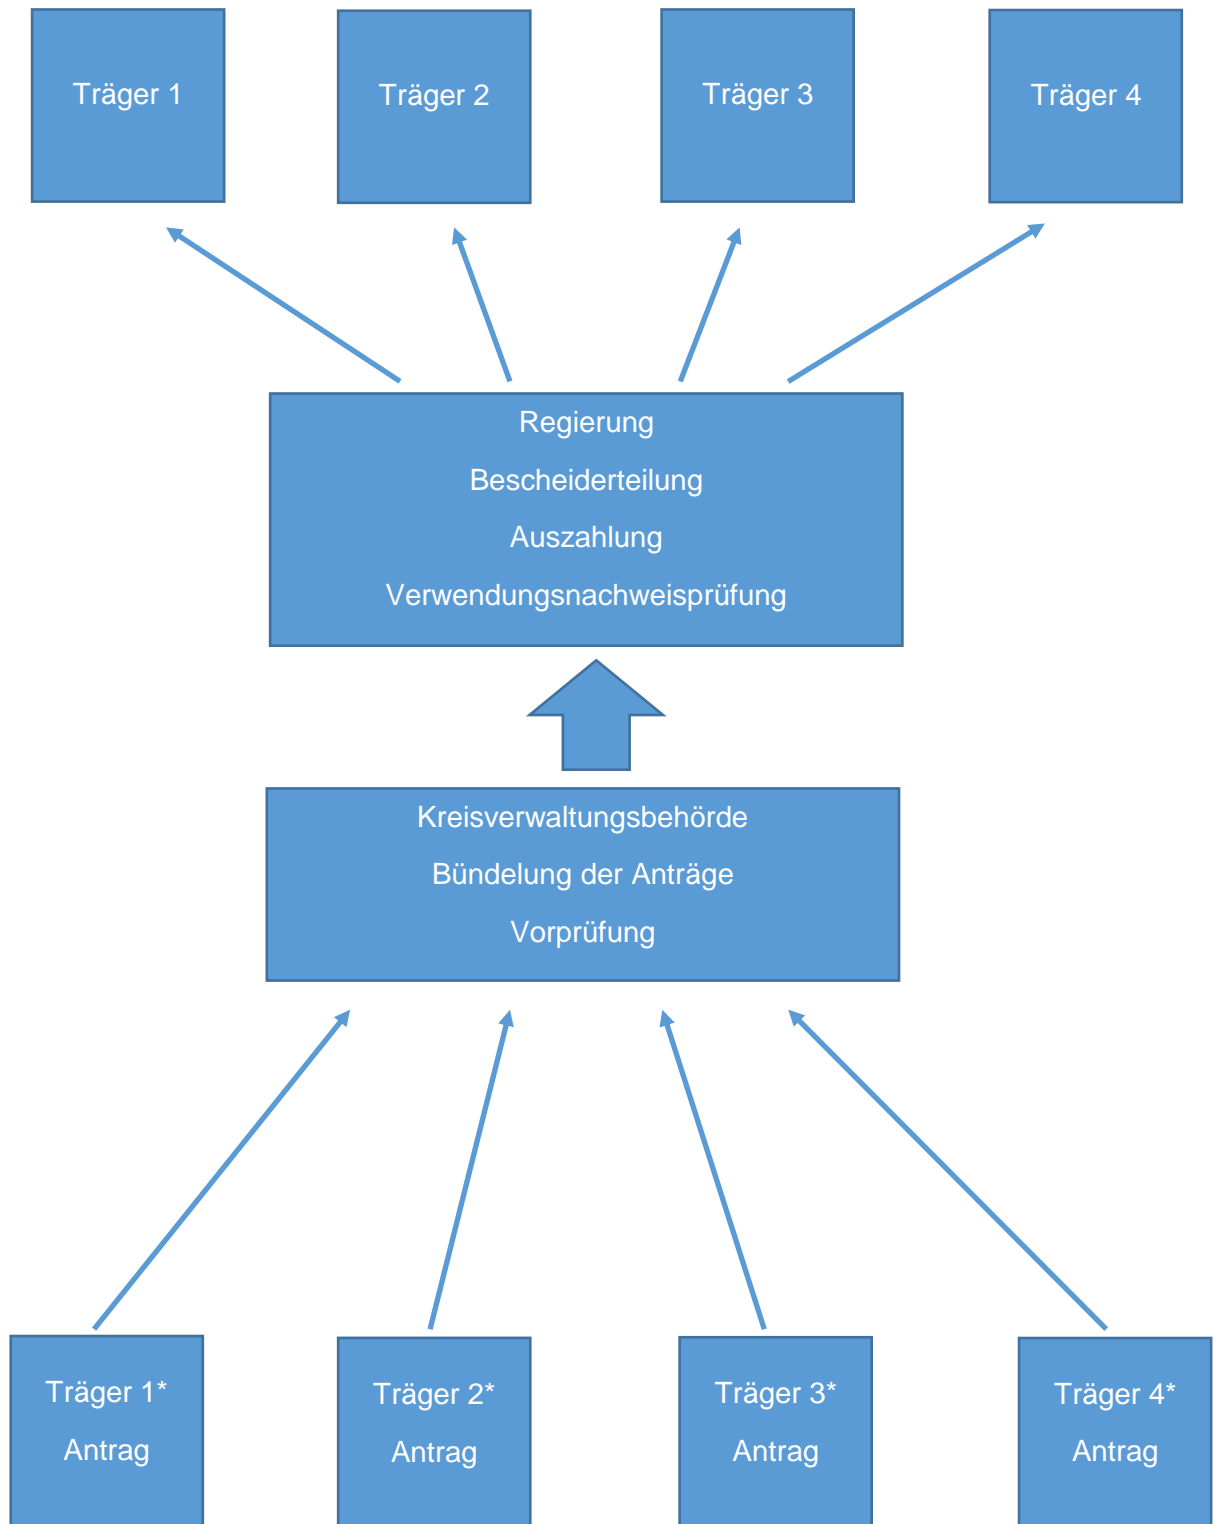 Träger 1
Träger 2
Träger 3
Träger 4
Regierung
Bescheiderteilung
Auszahlung
Verwendungsnachweisprüfung
Kreisverwaltungsbehörde
Bündelung der Anträge
Vorprüfung
Träger 1*
Antrag
Träger 2*
Antrag
Träger 3*
Antrag
Träger 4*
Antrag